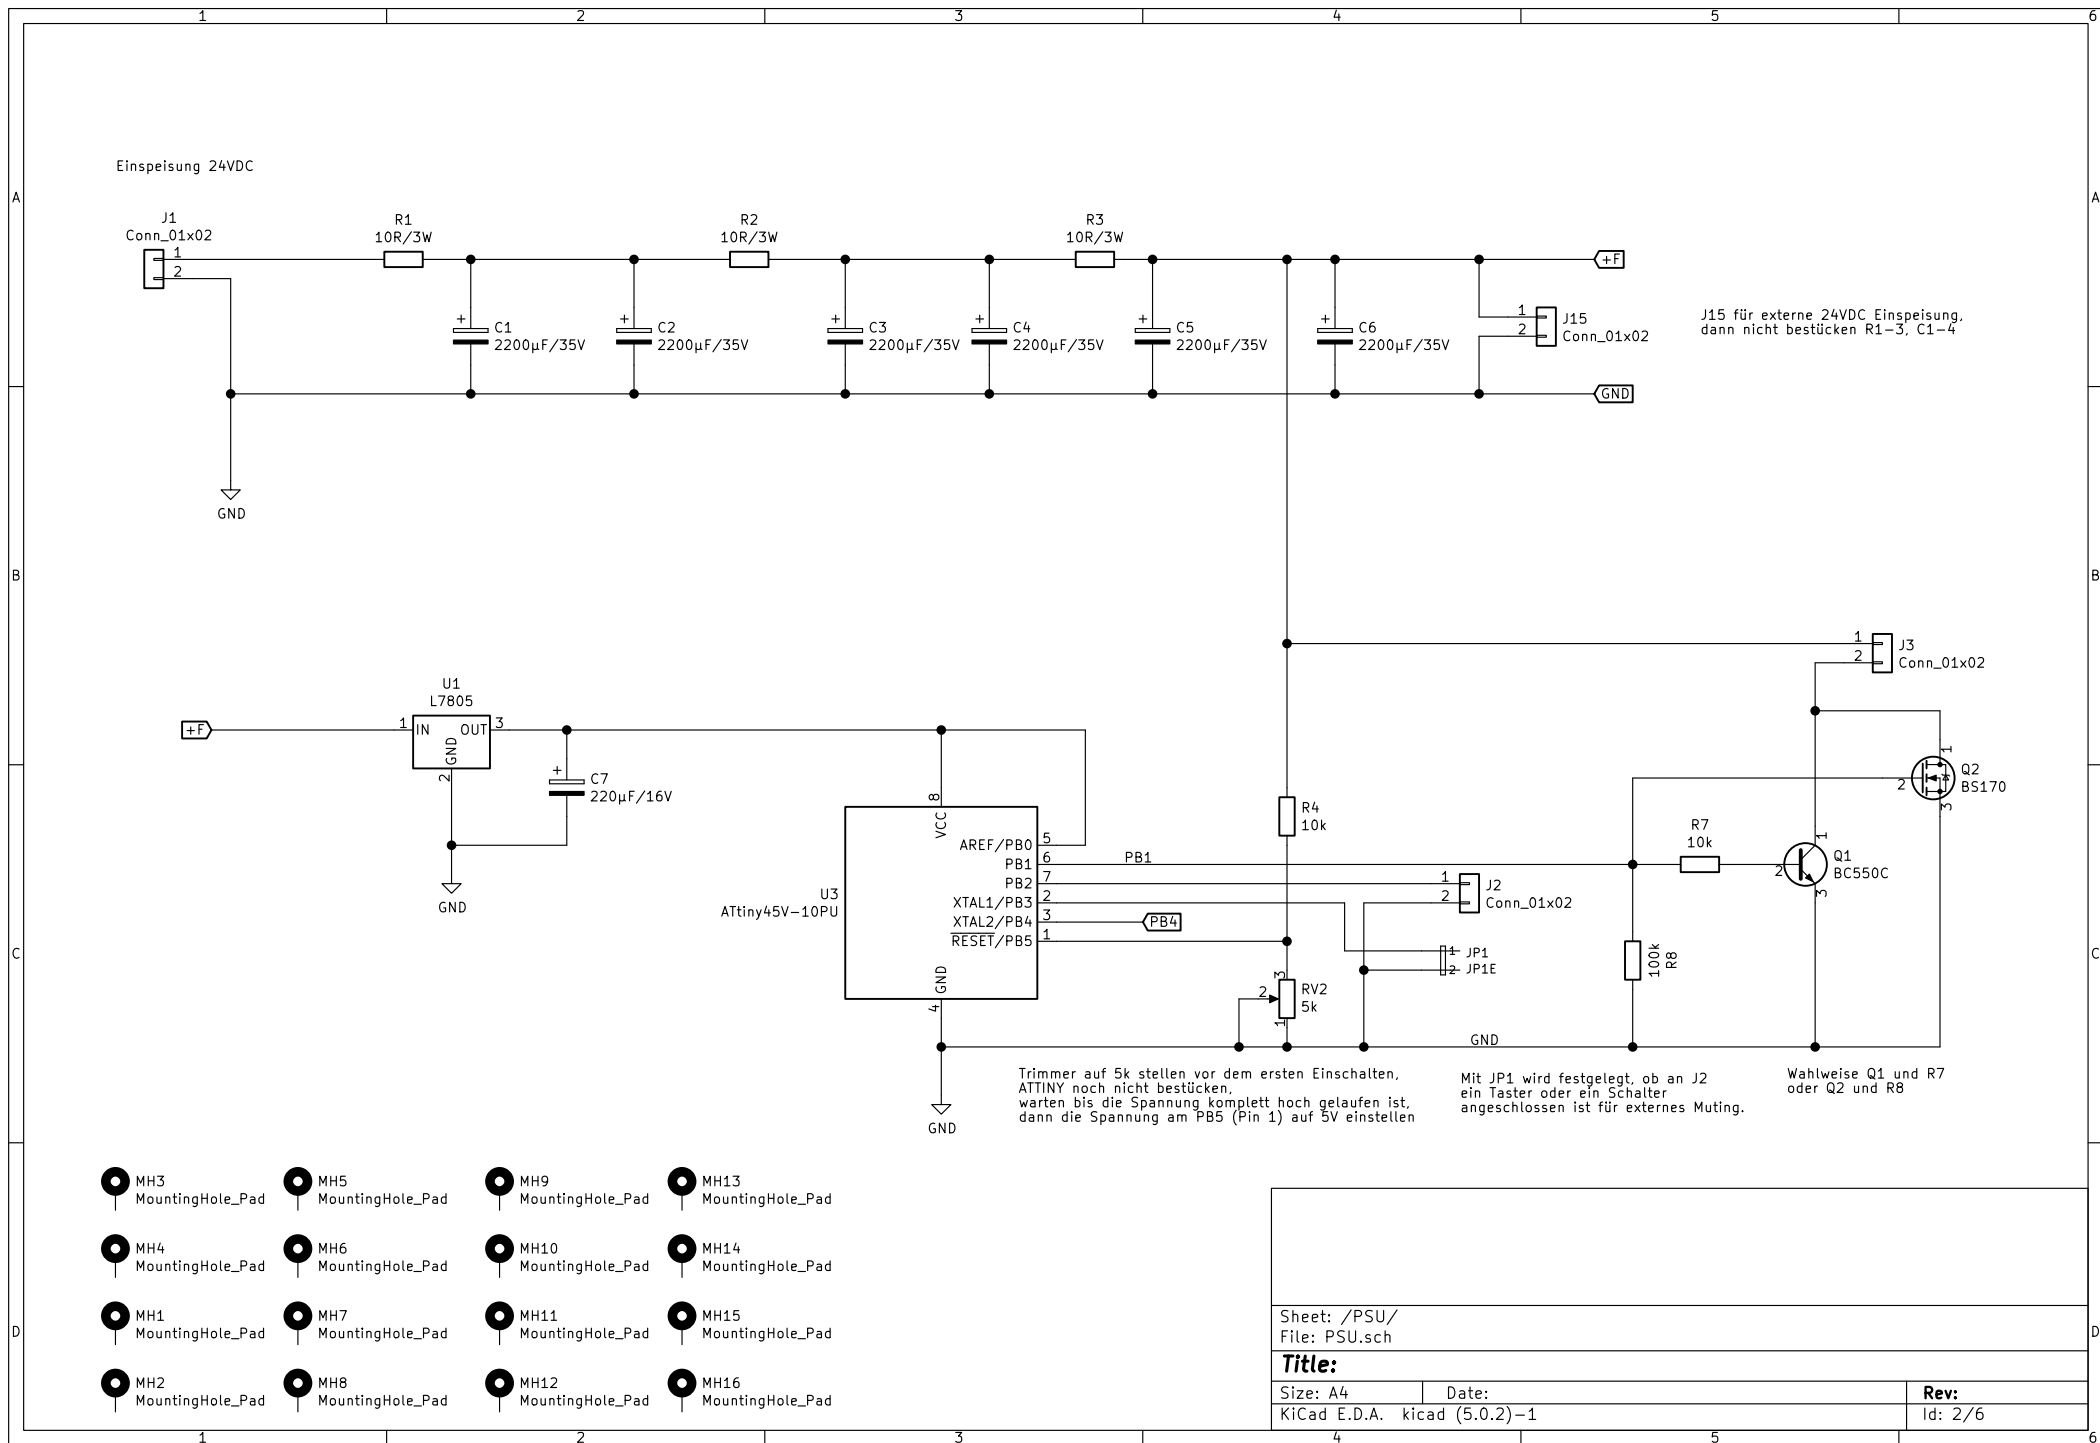 1 2 3 4 5 6
A A
B B
C C
D D
Einspeisung 24VDC
J1
Conn_01x02
1
2
R1
10R/3W
R2
10R/3W
R3
10R/3W
+F
+
C1
2200µF/35V
+
C2
2200µF/35V
+
C3
2200µF/35V
+
C4
2200µF/35V
+
C5
2200µF/35V
+
C6
2200µF/35V
1
2
J15
Conn_01x02
J15 für externe 24VDC Einspeisung,
dann nicht bestücken R1-3, C1-4
GND
GND
1
2
J3
Conn_01x02
U1
L7805
+F
1
IN
OUT
3
GND
2
+
C7
220µF/16V
GND
U3
ATtiny45V-10PU
8
VCC
AREF/PB0
5
PB1
6
PB2
7
XTAL1/PB3
2
XTAL2/PB4
3
RESET/PB5
1
GND
4
GND
PB1
PB4
R4
10k
3
2
1
RV2
5k
1
2
J2
Conn_01x02
1
2
JP1
JP1E
R7
10k
100k
R8
1
2
3
Q1
BC550C
1
2
3
Q2
BS170
GND
Trimmer auf 5k stellen vor dem ersten Einschalten,
ATTINY noch nicht bestücken,
warten bis die Spannung komplett hoch gelaufen ist,
dann die Spannung am PB5 (Pin 1) auf 5V einstellen
Mit JP1 wird festgelegt, ob an J2
ein Taster oder ein Schalter
angeschlossen ist für externes Muting.
Wahlweise Q1 und R7
oder Q2 und R8
MH3
MountingHole_Pad
MH5
MountingHole_Pad
MH9
MountingHole_Pad
MH13
MountingHole_Pad
MH4
MountingHole_Pad
MH6
MountingHole_Pad
MH10
MountingHole_Pad
MH14
MountingHole_Pad
MH1
MountingHole_Pad
MH7
MountingHole_Pad
MH11
MountingHole_Pad
MH15
MountingHole_Pad
MH2
MountingHole_Pad
MH8
MountingHole_Pad
MH12
MountingHole_Pad
MH16
MountingHole_Pad
Sheet: /PSU/
File: PSU.sch
Title:
Size: A4 Date: Rev:
KiCad E.D.A. kicad (5.0.2)-1 Id: 2/6
1 2 3 4 5 6